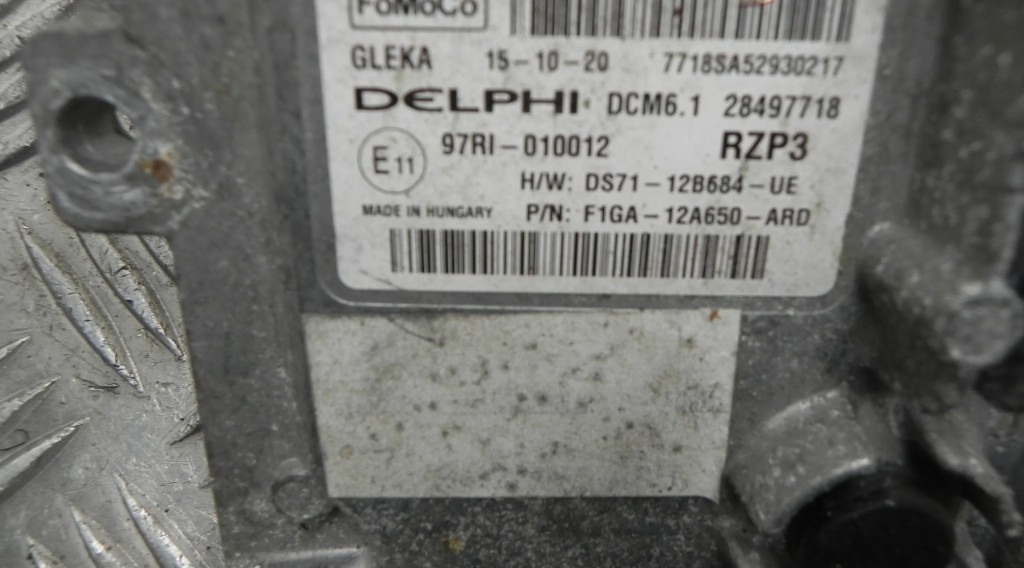 FoMoCo
GLEKA 15-10-20 7718SA52930217
DELPHI DCM6.1 28497718
E11 97RI-010012 RZP3
H/W: DS71-12B684-UE
MADE IN HUNGARY P/N: F1GA-12A650-ARD